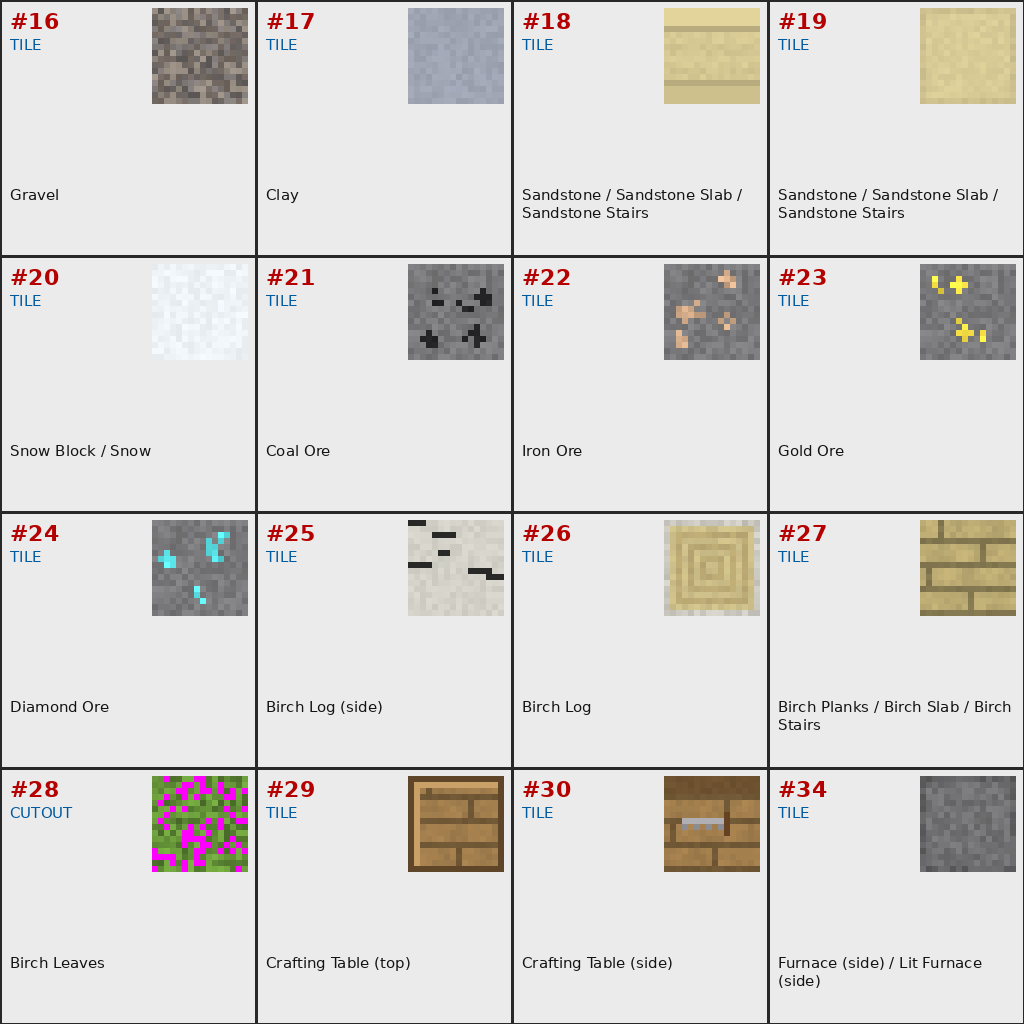 #16
TILE
Gravel
#17
TILE
Clay
#18
TILE
Sandstone / Sandstone Slab /
Sandstone Stairs
#19
TILE
Sandstone / Sandstone Slab /
Sandstone Stairs
#20
TILE
Snow Block / Snow
#21
TILE
Coal Ore
#22
TILE
Iron Ore
#23
TILE
Gold Ore
#24
TILE
Diamond Ore
#25
TILE
Birch Log (side)
#26
TILE
Birch Log
#27
TILE
Birch Planks / Birch Slab / Birch
Stairs
#28
CUTOUT
Birch Leaves
#29
TILE
Crafting Table (top)
#30
TILE
Crafting Table (side)
#34
TILE
Furnace (side) / Lit Furnace
(side)